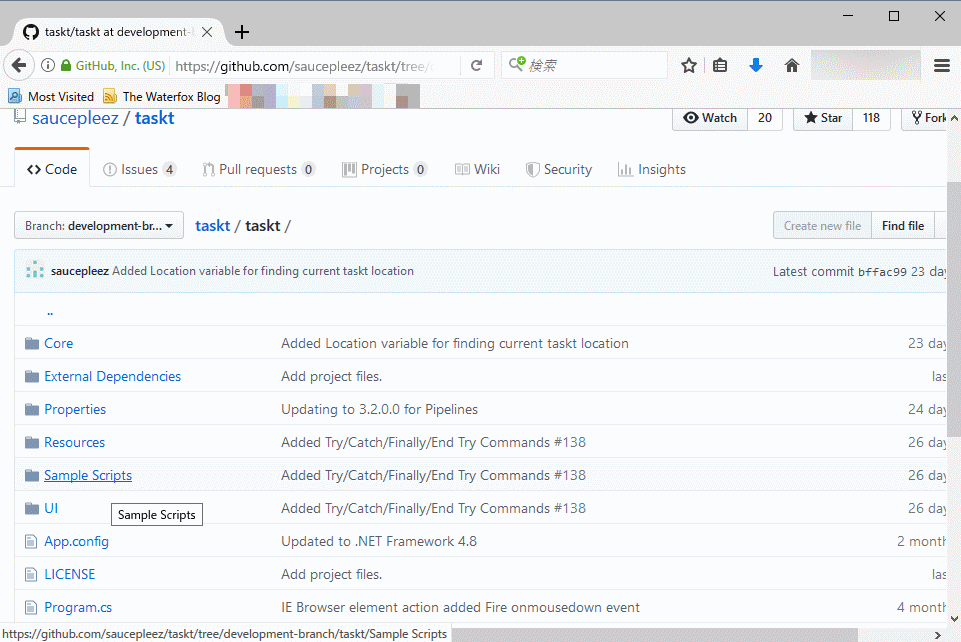 taskt/taskt at development-
GitHub, Inc. (US) https://github.com/saucepleez/taskt/tree/ 検索
Most Visited The Waterfox Blog
saucepleez / taskt Watch 20 Star 118 Fork
Code Issues 4 Pull requests 0 Projects 0 Wiki Security Insights
Branch: development-br... taskt / taskt / Create new file Find file
saucepleez Added Location variable for finding current taskt location Latest commit bffac99 23 day
..
Core Added Location variable for finding current taskt location 23 day
External Dependencies Add project files. las
Properties Updating to 3.2.0.0 for Pipelines 24 day
Resources Added Try/Catch/Finally/End Try Commands #138 26 day
Sample Scripts Added Try/Catch/Finally/End Try Commands #138 26 day
UI Added Try/Catch/Finally/End Try Commands #138 26 day
Sample Scripts
App.config Updated to .NET Framework 4.8 2 month
LICENSE Add project files. las
Program.cs IE Browser element action added Fire onmousedown event 4 month
https://github.com/saucepleez/taskt/tree/development-branch/taskt/Sample Scripts